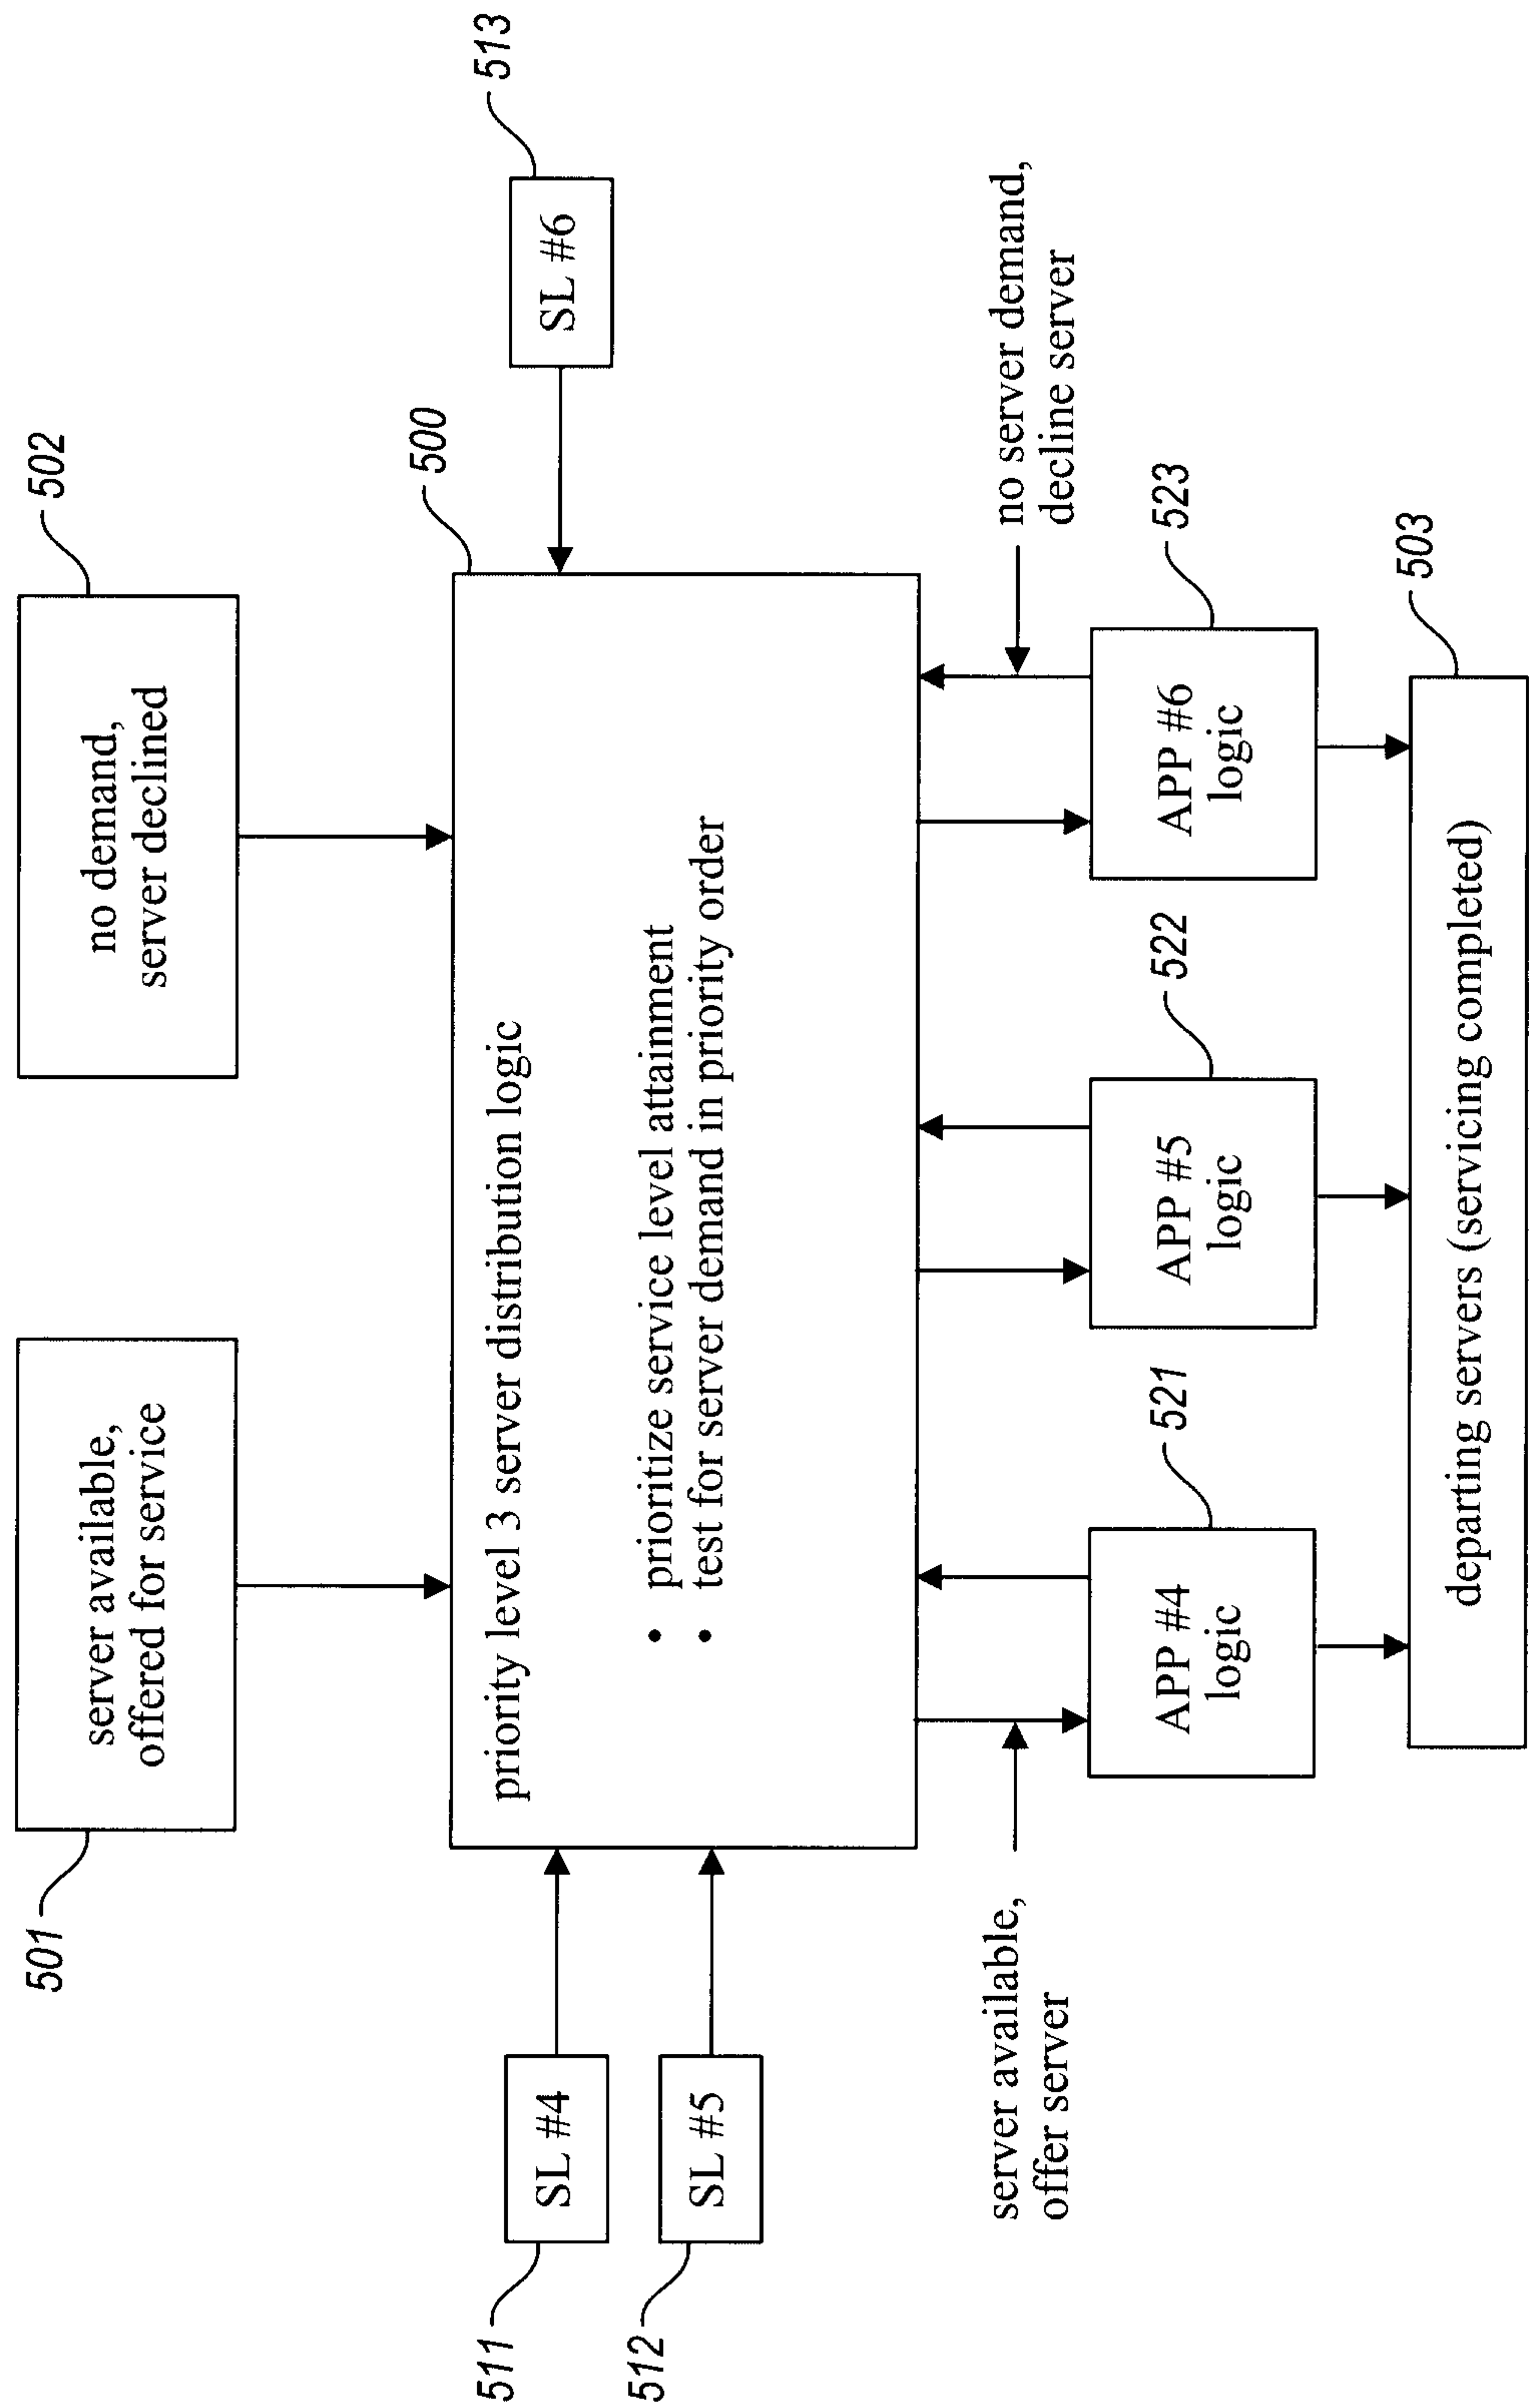 501
server available,
offered for service
no demand,
server declined
502
500
priority level 3 server distribution logic
• prioritize service level attainment
• test for server demand in priority order
511
SL #4
512
SL #5
SL #6
513
server available,
offer server
no server demand,
decline server
APP #4
logic
521
APP #5
logic
522
APP #6
logic
523
departing servers (servicing completed)
503